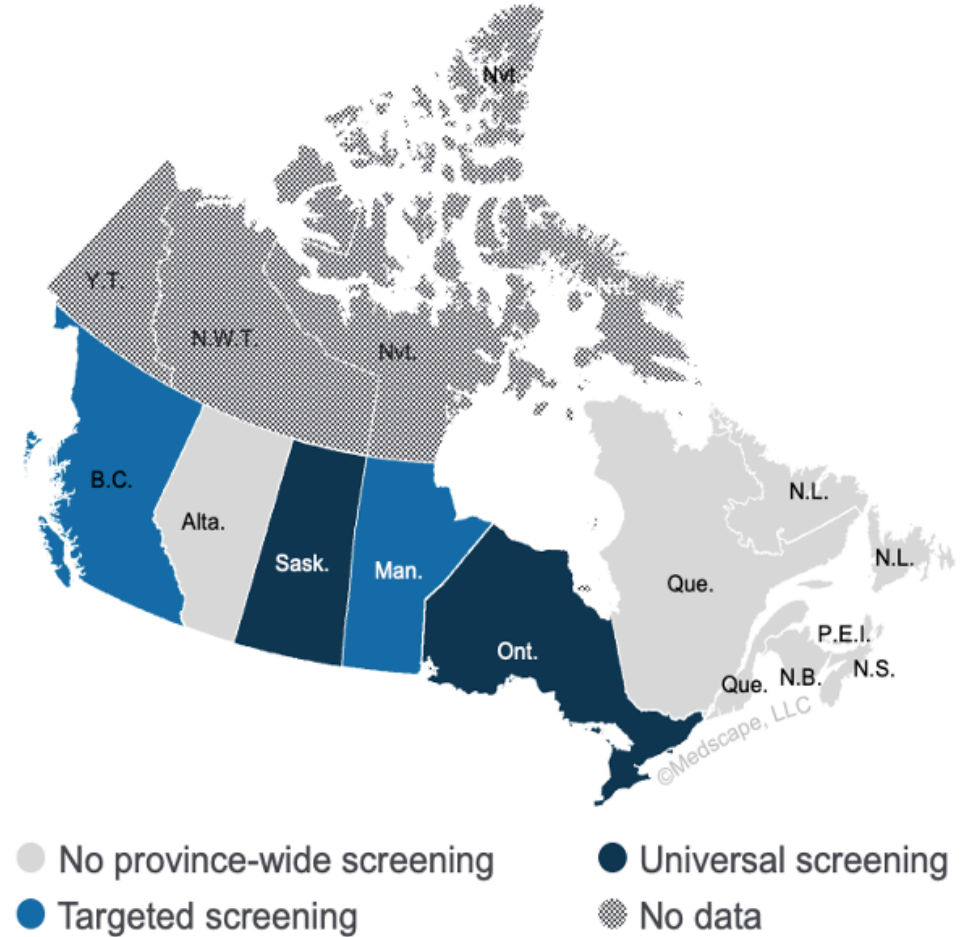 Nvt.
Y.T.
N.W.T.
Nvt.
B.C.
Alta.
Sask.
Man.
Ont.
Que.
N.L.
N.L.
P.E.I.
Que.
N.B.
N.S.
©Medscape, LLC
No province-wide screening
Universal screening
Targeted screening
No data